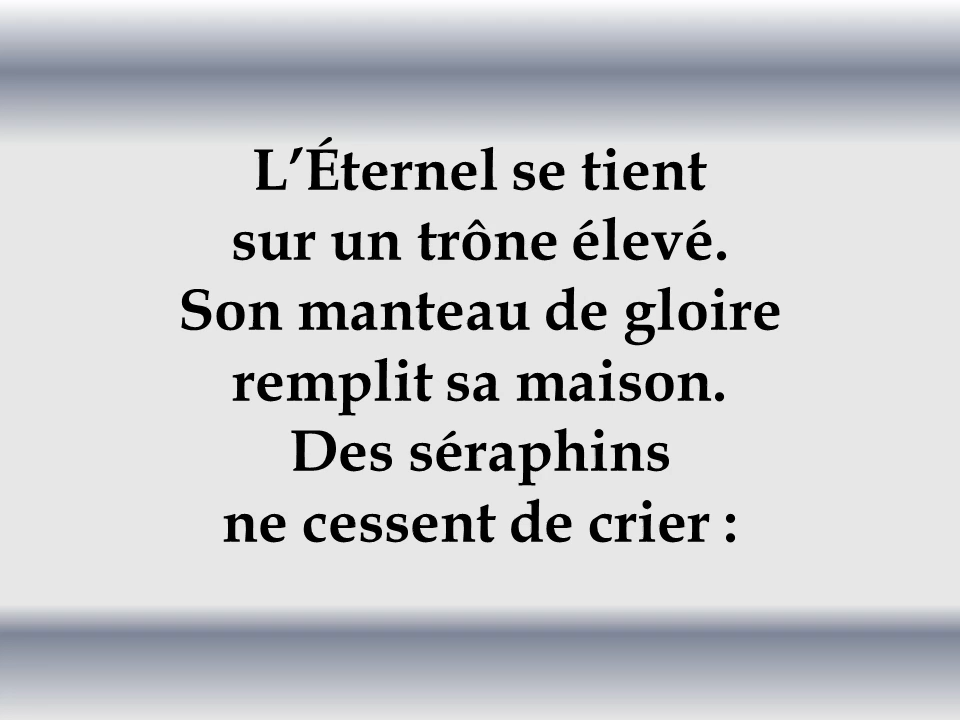 L’Éternel se tient
sur un trône élevé.
Son manteau de gloire
remplit sa maison.
Des séraphins
ne cessent de crier :